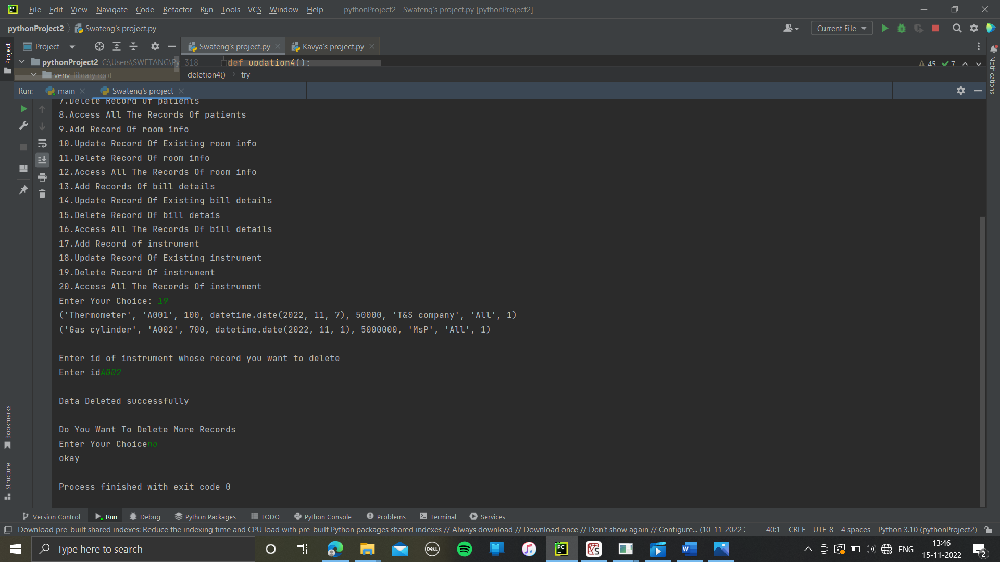 File Edit View Navigate Code Refactor Run Tools VCS Window Help pythonProject2 - Swateng's project.py [pythonProject2]
pythonProject2 Swateng's project.py Current File
Project Swateng's project.py Kavya's project.py
pythonProject2 C:\Users\SWETANG\Py 318 def updation4():
45 7
venv library root deletion4() try
Run: main Swateng's project
7.Delete Record Of patients
8.Access All The Records Of patients
9.Add Record Of room info
10.Update Record Of Existing room info
11.Delete Record Of room info
12.Access All The Records Of room info
13.Add Records Of bill details
14.Update Record Of Existing bill details
15.Delete Record Of bill detais
16.Access All The Records Of bill details
17.Add Record of instrument
18.Update Record Of Existing instrument
19.Delete Record Of instrument
20.Access All The Records Of instrument
Enter Your Choice: 19
('Thermometer', 'A001', 100, datetime.date(2022, 11, 7), 50000, 'T&S company', 'All', 1)
('Gas cylinder', 'A002', 700, datetime.date(2022, 11, 1), 5000000, 'MsP', 'All', 1)
Enter id of instrument whose record you want to delete
Enter idA002
Data Deleted successfully
Do You Want To Delete More Records
Enter Your Choiceno
okay
Process finished with exit code 0
Project
Bookmarks
Structure
Notifications
Version Control Run Debug Python Packages TODO Python Console Problems Terminal Services
Download pre-built shared indexes: Reduce the indexing time and CPU load with pre-built Python packages shared indexes // Always download // Download once // Don't show again // Configure... (10-11-2022 40:1 CRLF UTF-8 4 spaces Python 3.10 (pythonProject2)
Type here to search
DELL
PC
ENG
13:46
15-11-2022
2